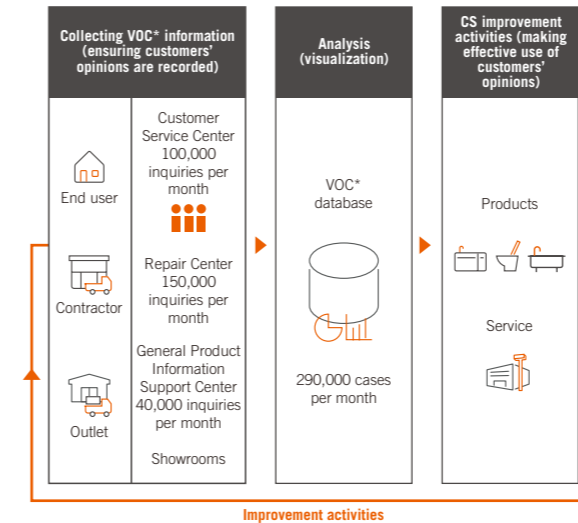 Collecting VOC* information
(ensuring customers’
opinions are recorded)
End user
Contractor
Outlet
Customer
Service Center
100,000
inquiries per
month
Repair Center
150,000
inquiries per
month
General Product
Information
Support Center
40,000 inquiries
per month
Showrooms
Analysis
(visualization)
VOC*
database
290,000 cases
per month
CS improvement
activities (making
effective use of
customers’
opinions)
Products
Service
Improvement activities